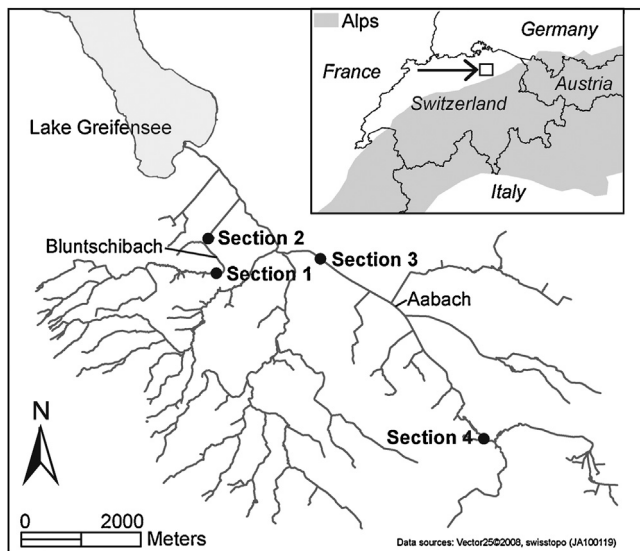 Alps
Germany
France
Austria
Switzerland
Italy
Lake Greifensee
Section 2
Bluntschibach
Section 3
Section 1
Aabach
N
Section 4
0 2000
Meters
Data sources: Vector25©2008, swisstopo (JA100119)